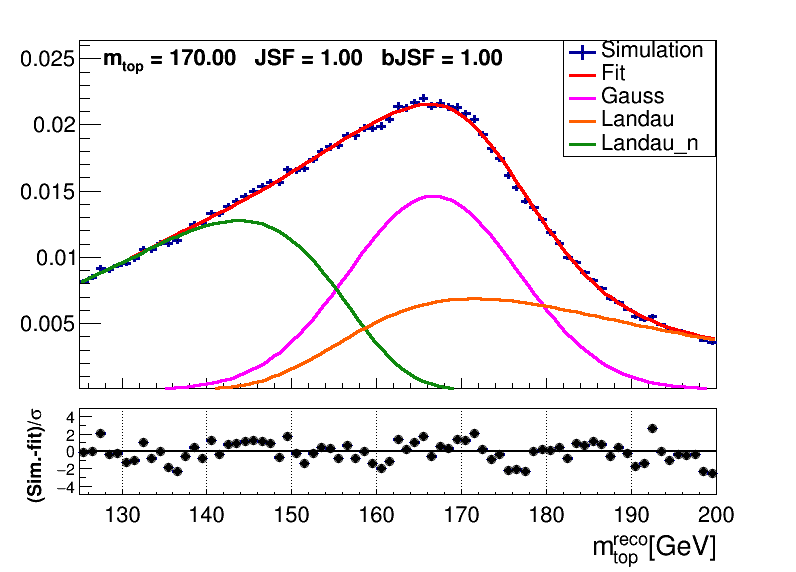 m_top = 170.00 JSF = 1.00 bJSF = 1.00
Simulation
Fit
Gauss
Landau
Landau_n
0.025
0.02
0.015
0.01
0.005
(Sim.-fit)/σ
4
2
0
−2
−4
130 140 150 160 170 180 190 200
m_top^reco[GeV]